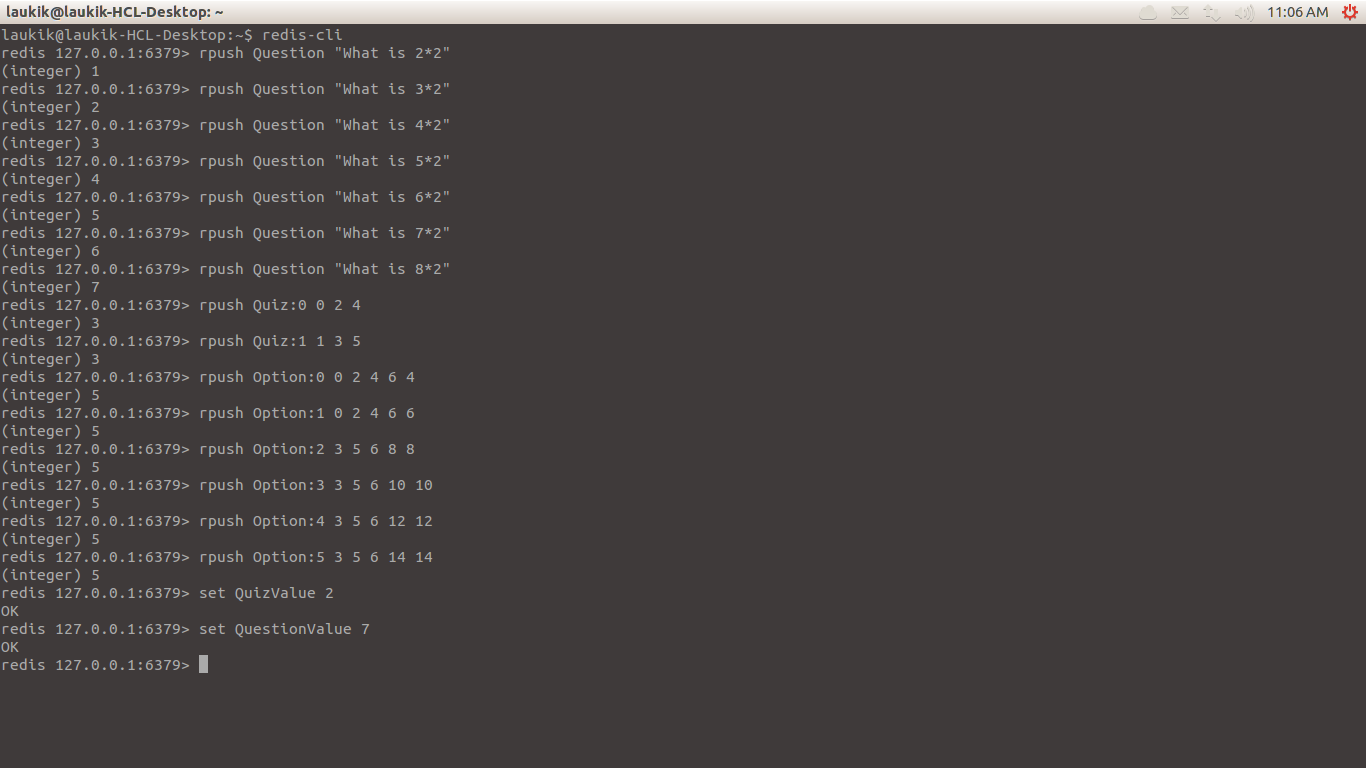 laukik@laukik-HCL-Desktop: ~
11:06 AM
laukik@laukik-HCL-Desktop:~$ redis-cli
redis 127.0.0.1:6379> rpush Question "What is 2*2"
(integer) 1
redis 127.0.0.1:6379> rpush Question "What is 3*2"
(integer) 2
redis 127.0.0.1:6379> rpush Question "What is 4*2"
(integer) 3
redis 127.0.0.1:6379> rpush Question "What is 5*2"
(integer) 4
redis 127.0.0.1:6379> rpush Question "What is 6*2"
(integer) 5
redis 127.0.0.1:6379> rpush Question "What is 7*2"
(integer) 6
redis 127.0.0.1:6379> rpush Question "What is 8*2"
(integer) 7
redis 127.0.0.1:6379> rpush Quiz:0 0 2 4
(integer) 3
redis 127.0.0.1:6379> rpush Quiz:1 1 3 5
(integer) 3
redis 127.0.0.1:6379> rpush Option:0 0 2 4 6 4
(integer) 5
redis 127.0.0.1:6379> rpush Option:1 0 2 4 6 6
(integer) 5
redis 127.0.0.1:6379> rpush Option:2 3 5 6 8 8
(integer) 5
redis 127.0.0.1:6379> rpush Option:3 3 5 6 10 10
(integer) 5
redis 127.0.0.1:6379> rpush Option:4 3 5 6 12 12
(integer) 5
redis 127.0.0.1:6379> rpush Option:5 3 5 6 14 14
(integer) 5
redis 127.0.0.1:6379> set QuizValue 2
OK
redis 127.0.0.1:6379> set QuestionValue 7
OK
redis 127.0.0.1:6379>